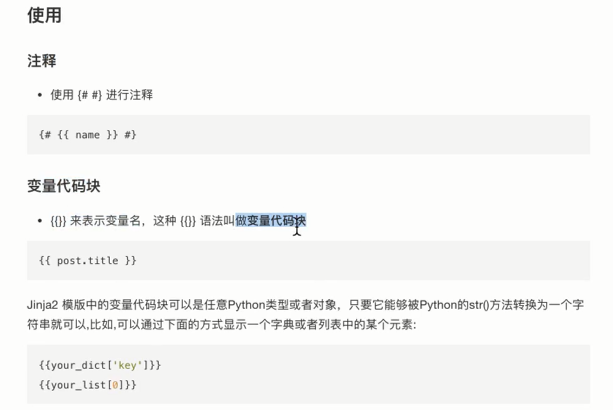 使用
注释
• 使用 {# #} 进行注释
{# {{ name }} #}
变量代码块
• {{}} 来表示变量名，这种 {{}} 语法叫做变量代码块
{{ post.title }}
Jinja2 模版中的变量代码块可以是任意Python类型或者对象，只要它能够被Python的str()方法转换为一个字
符串就可以,比如,可以通过下面的方式显示一个字典或者列表中的某个元素:
{{your_dict['key']}}
{{your_list[0]}}